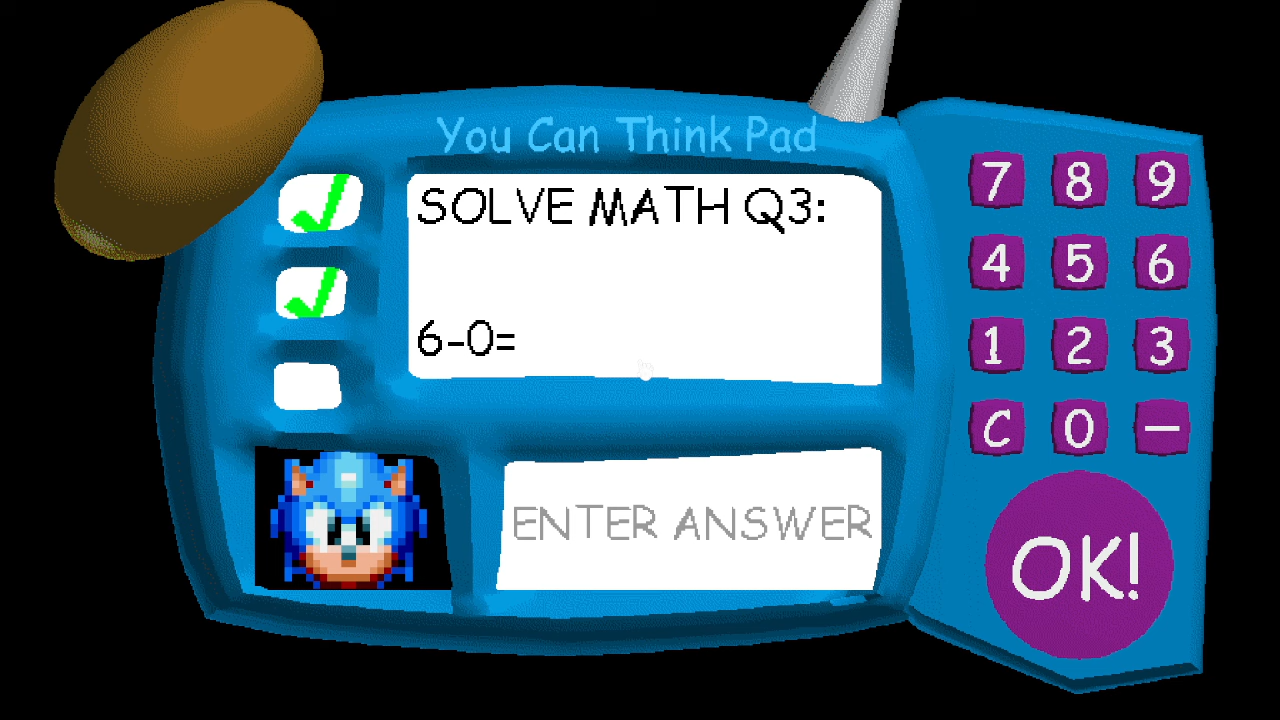 You Can Think Pad
SOLVE MATH Q3:
6-0=
ENTER ANSWER
7 8 9
4 5 6
1 2 3
C 0 —
OK!